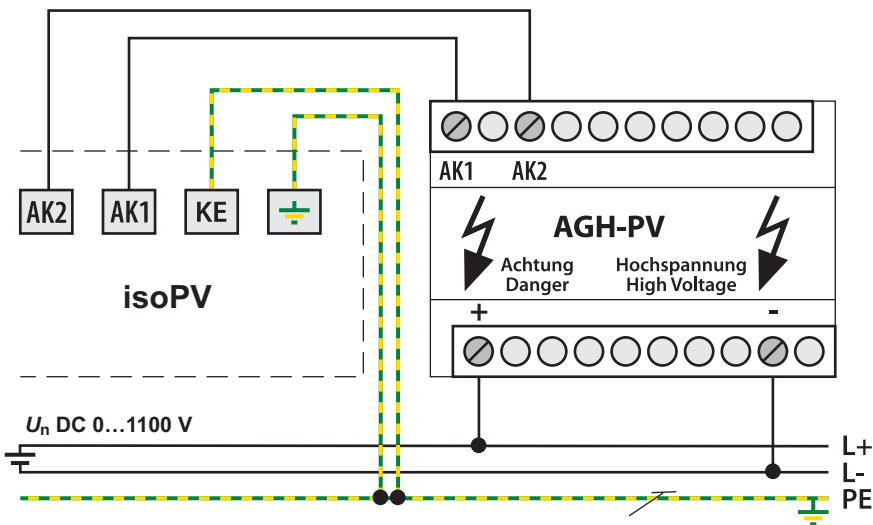 AK1 AK2
AK2 AK1 KE
AGH-PV
Achtung Hochspannung
Danger High Voltage
isoPV
+ -
Un DC 0...1100 V
L+
L-
PE